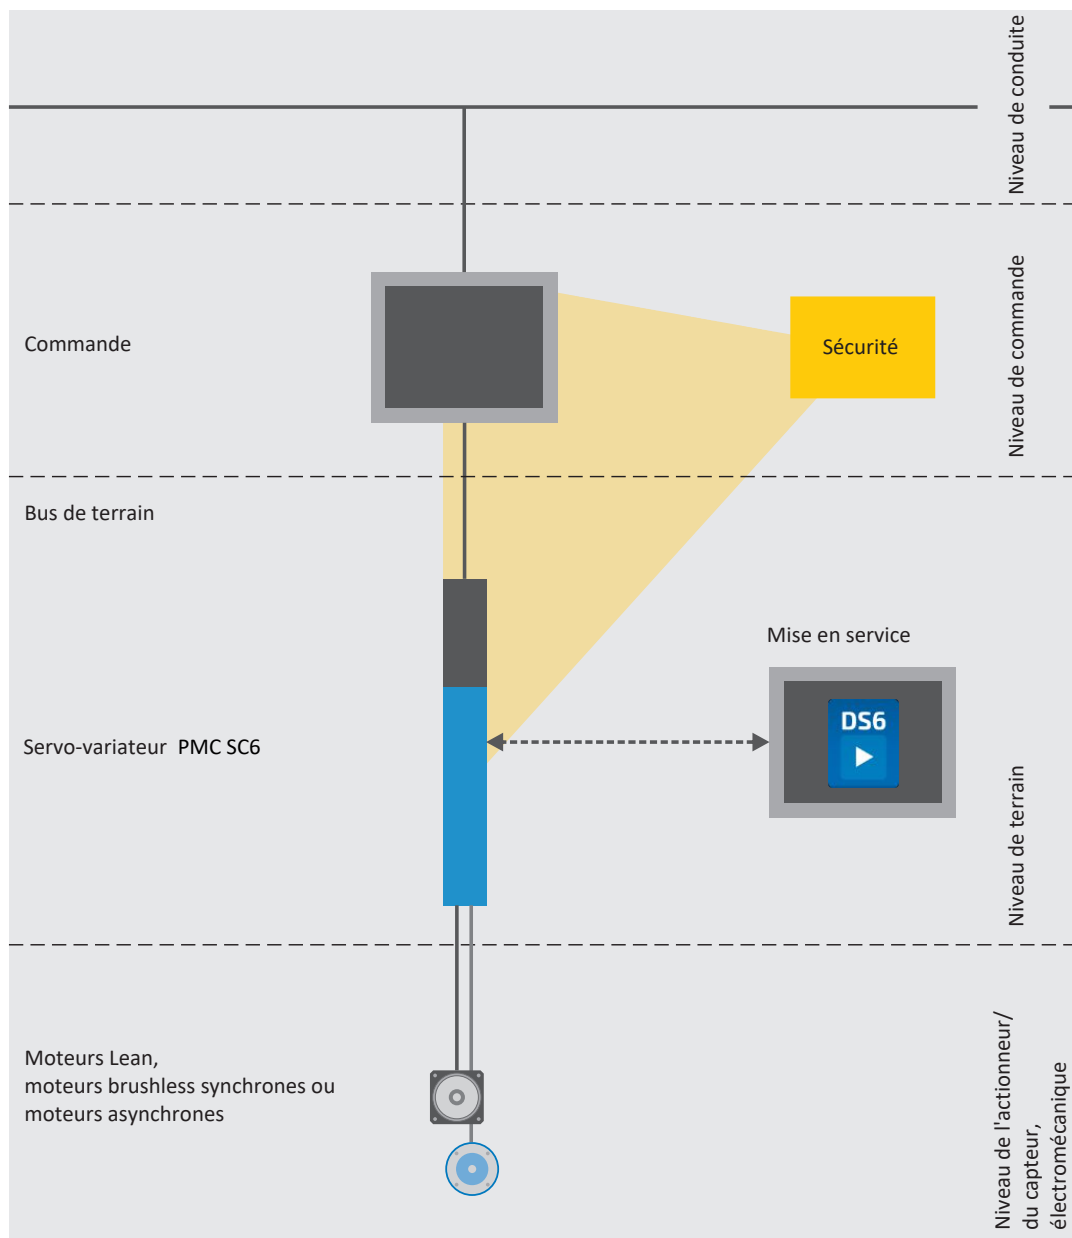 Niveau de conduite
Commande
Sécurité
Niveau de commande
Bus de terrain
Mise en service
DS6
Servo-variateur PMC SC6
Niveau de terrain
Moteurs Lean,
moteurs brushless synchrones ou
moteurs asynchrones
Niveau de l'actionneur/
du capteur,
électromécanique